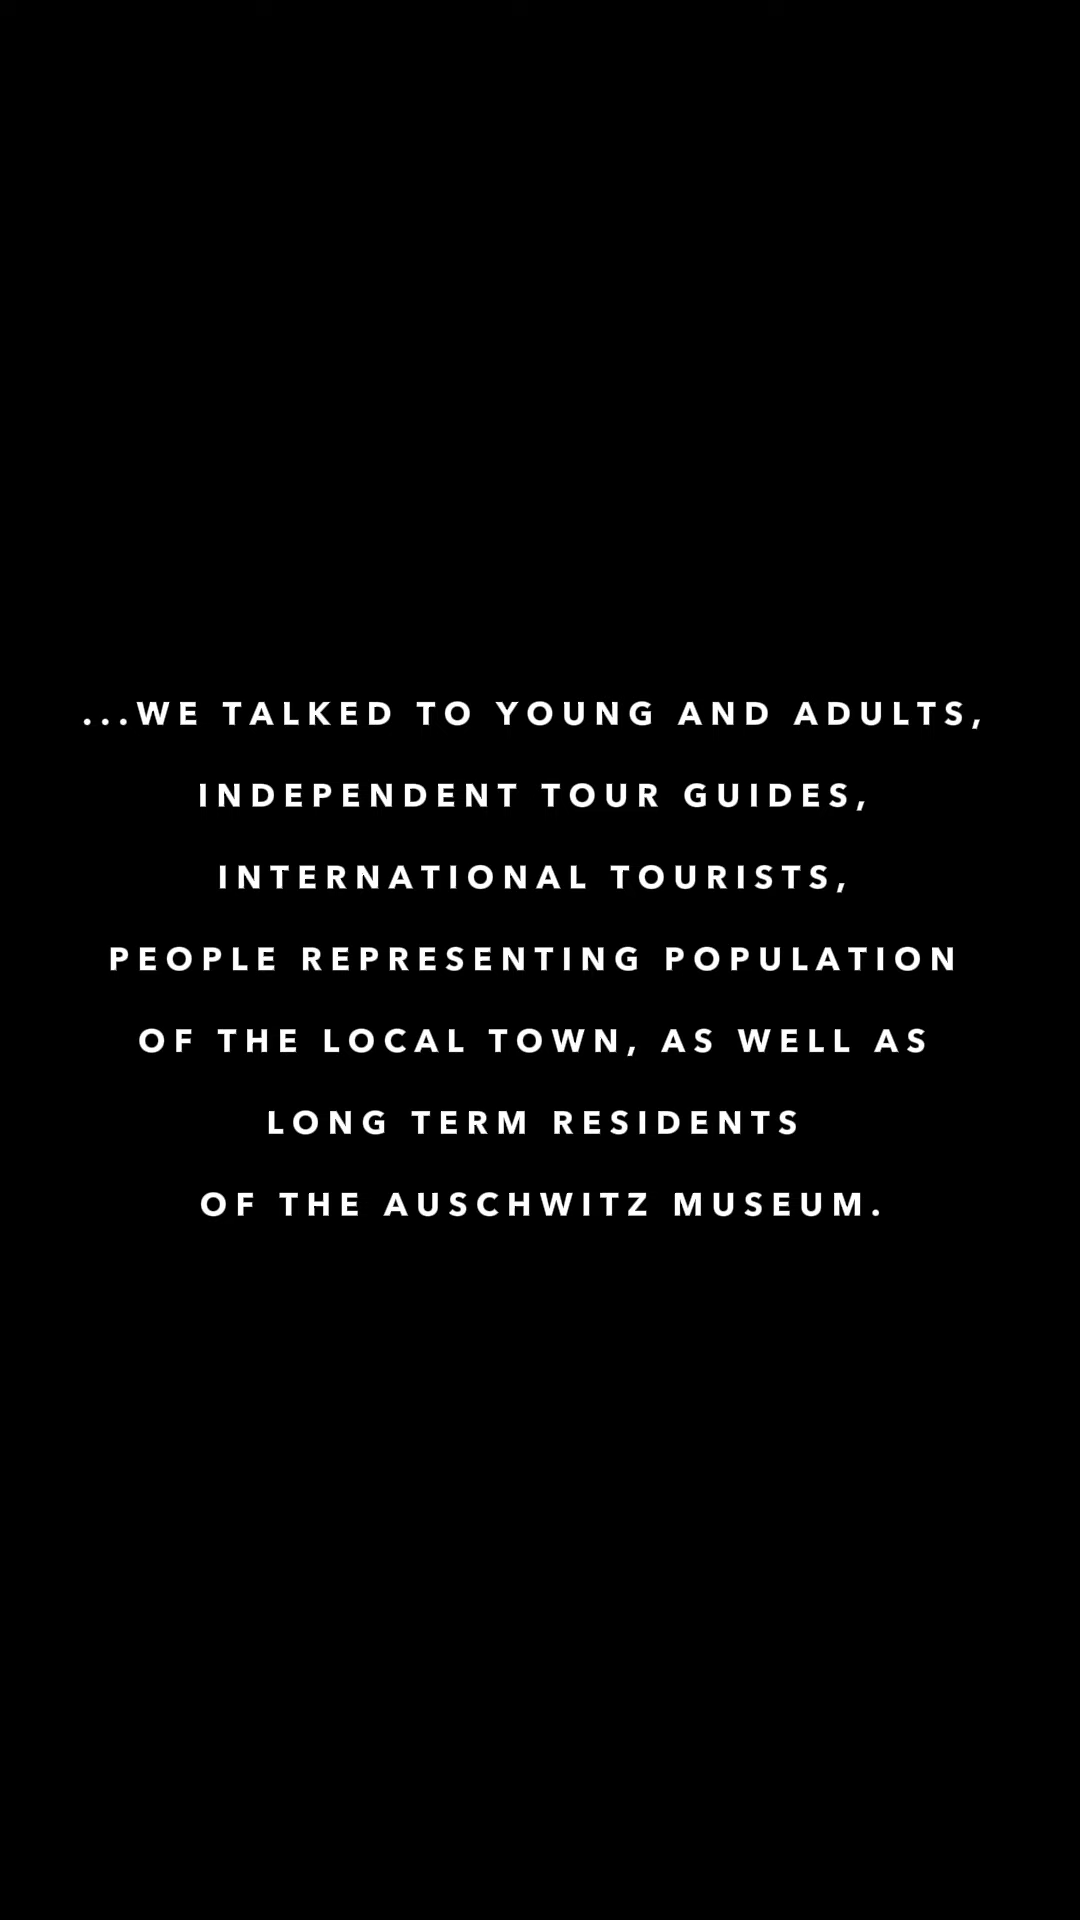 ...WE TALKED TO YOUNG AND ADULTS,
INDEPENDENT TOUR GUIDES,
INTERNATIONAL TOURISTS,
PEOPLE REPRESENTING POPULATION
OF THE LOCAL TOWN, AS WELL AS
LONG TERM RESIDENTS
OF THE AUSCHWITZ MUSEUM.